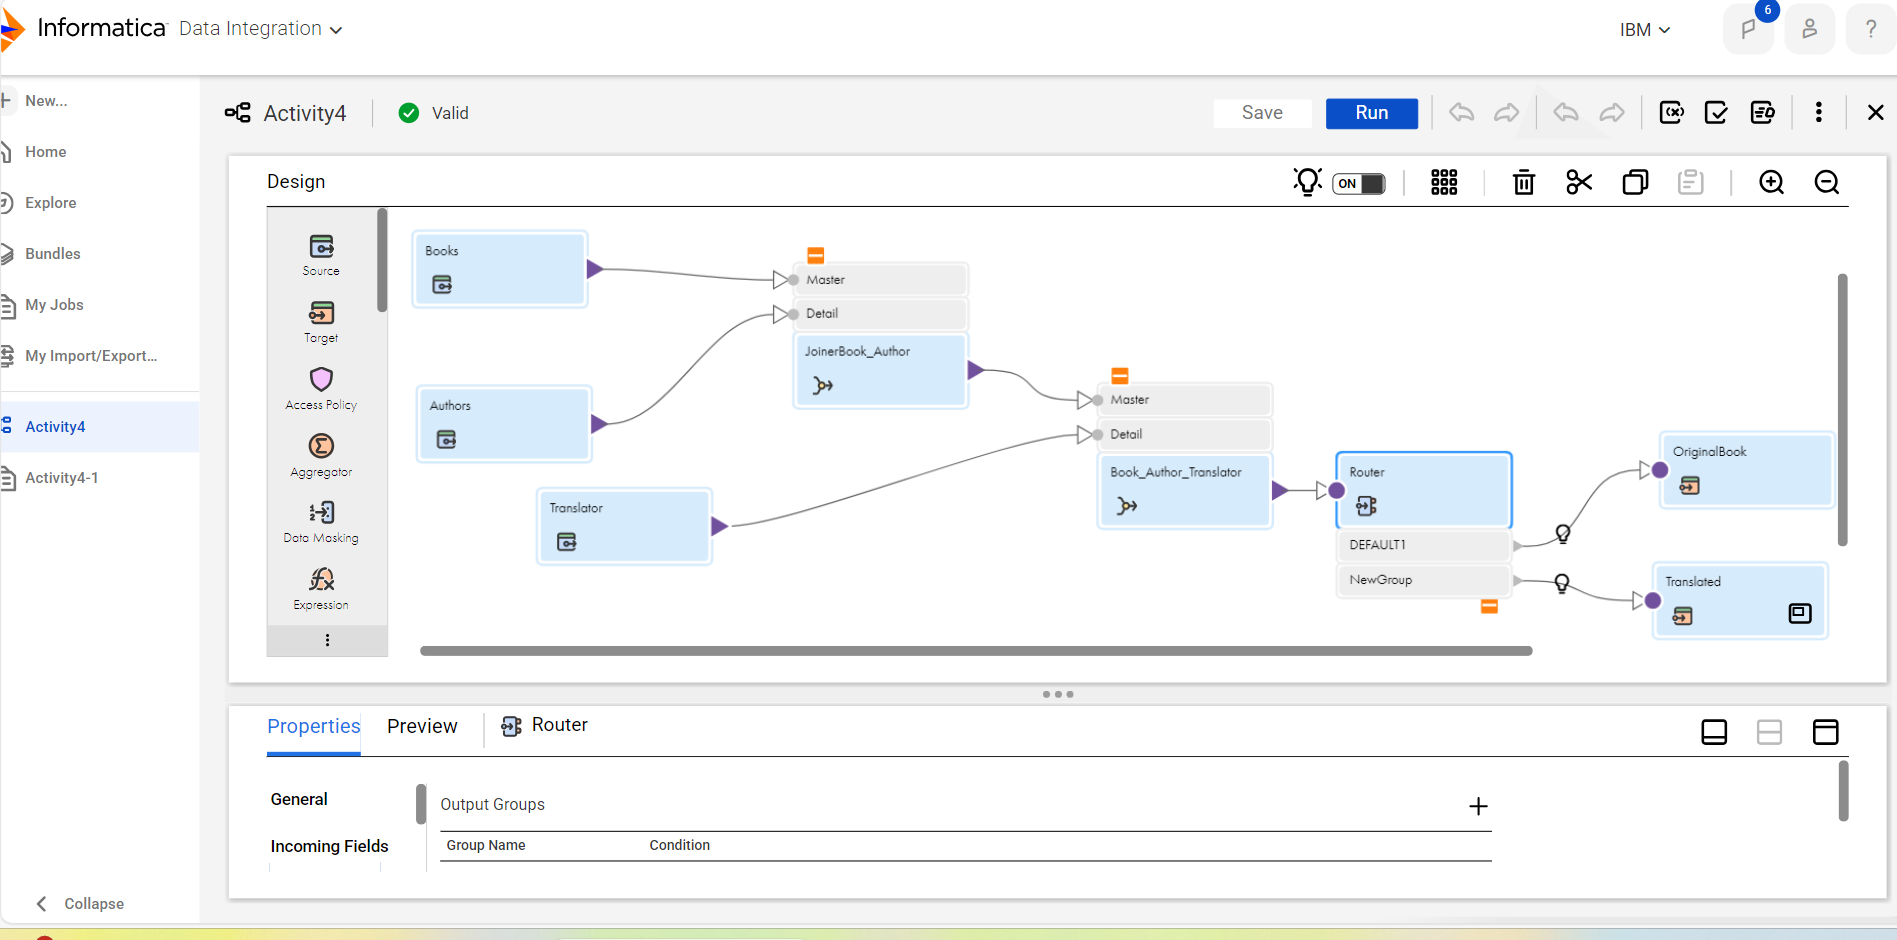 Informatica Data Integration
IBM
6
?
New...
Home
Explore
Bundles
My Jobs
My Import/Export...
Activity4
Activity4-1
Collapse
Activity4
Valid
Save
Run
Design
ON
Source
Target
Access Policy
Aggregator
Data Masking
Expression
Books
Authors
Translator
Master
Detail
JoinerBook_Author
Master
Detail
Book_Author_Translator
Router
DEFAULT1
NewGroup
OriginalBook
Translated
Properties
Preview
Router
General
Incoming Fields
Output Groups
Group Name
Condition